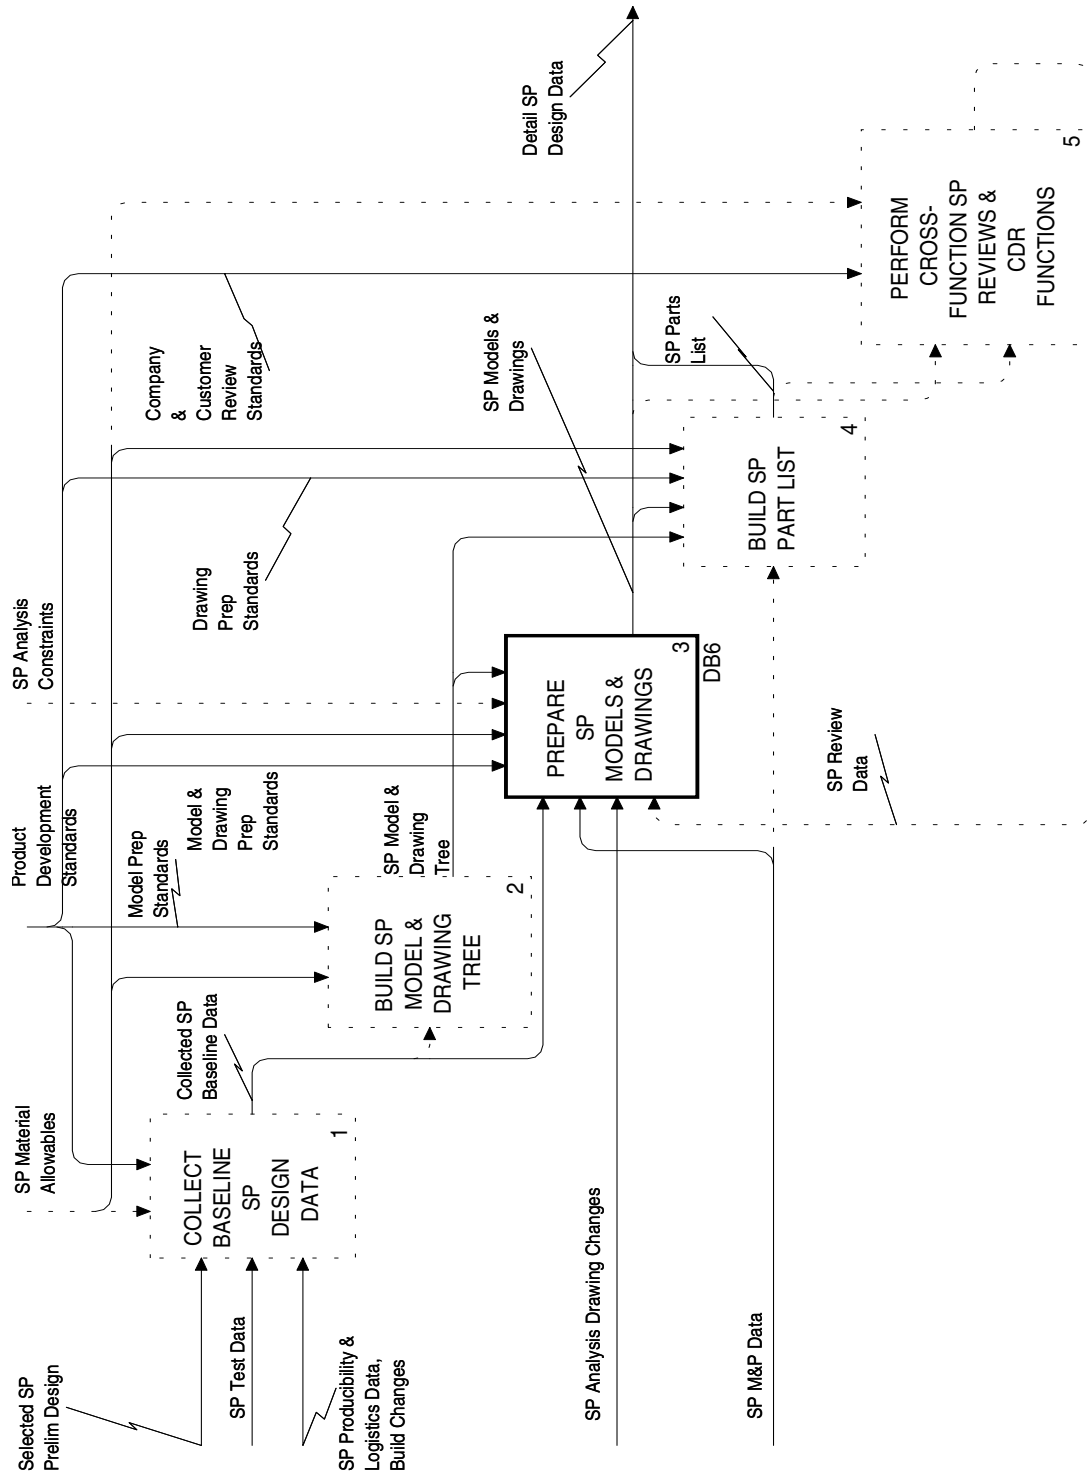 Selected SP
Prelim Design
SP Test Data
SP Producibility &
Logistics Data,
Build Changes
SP Analysis Drawing Changes
SP M&P Data
SP Material
Allowables
COLLECT
BASELINE
SP
DESIGN
DATA
1
Collected SP
Baseline Data
Product
Development
Standards
Model Prep
Standards
Model &
Drawing
Prep
Standards
BUILD SP
MODEL &
DRAWING
TREE
2
SP Model &
Drawing
Tree
SP Analysis
Constraints
PREPARE
SP
MODELS &
DRAWINGS
3
DB6
SP Review
Data
Drawing
Prep
Standards
Company
&
Customer
Review
Standards
SP Models &
Drawings
BUILD SP
PART LIST
4
SP Parts
List
Detail SP
Design Data
PERFORM
CROSS-
FUNCTION SP
REVIEWS &
CDR
FUNCTIONS
5